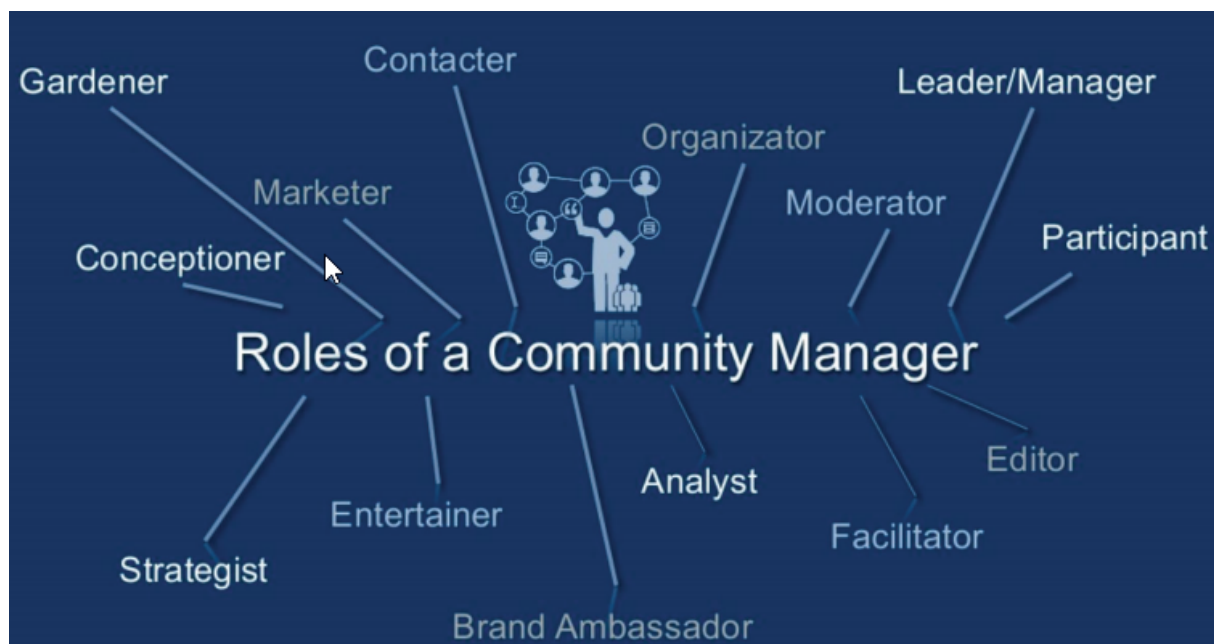 Contacter
Gardener
Leader/Manager
Organizator
Marketer
Moderator
Participant
Conceptioner
Roles of a Community Manager
Editor
Analyst
Entertainer
Facilitator
Strategist
Brand Ambassador